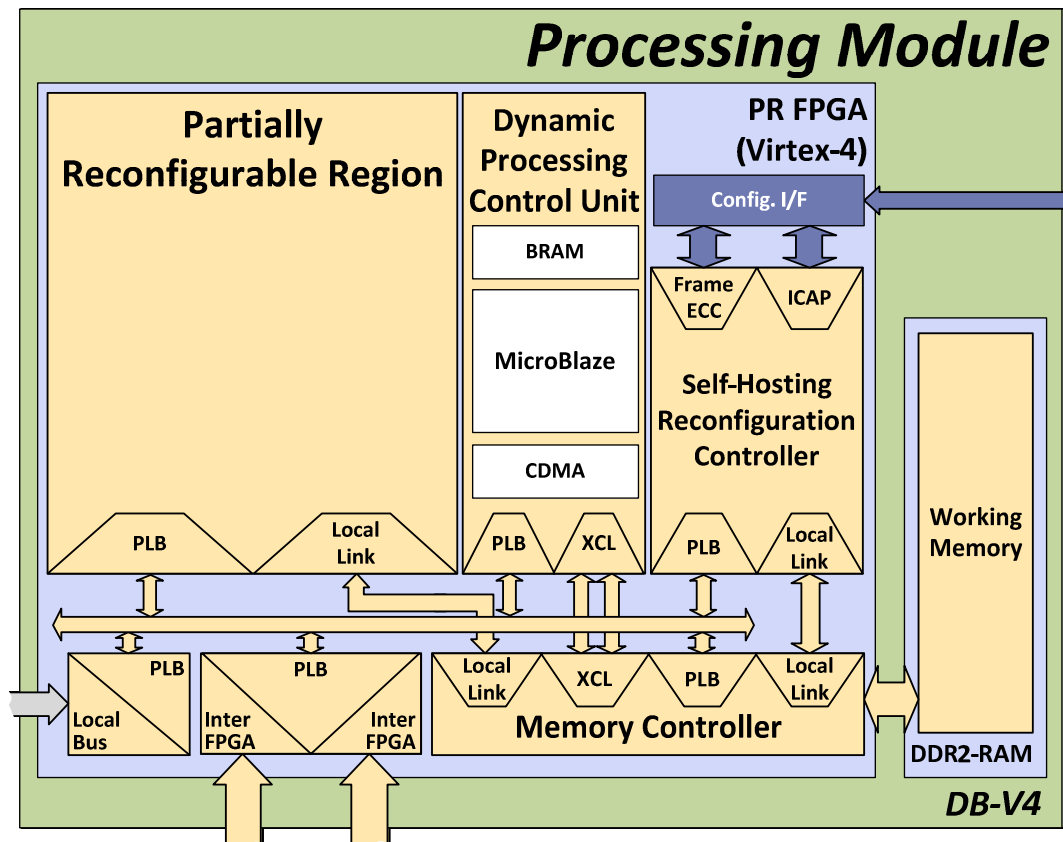 Processing Module
Partially
Reconfigurable Region
Dynamic
Processing
Control Unit
PR FPGA
(Virtex-4)
Config. I/F
BRAM
Frame
ECC
ICAP
MicroBlaze
Self-Hosting
Reconfiguration
Controller
CDMA
Working
Memory
PLB
Local
Link
PLB
XCL
PLB
Local
Link
PLB
Local
Bus
PLB
Inter
FPGA
Inter
FPGA
Local
Link
XCL
PLB
Local
Link
Memory Controller
DDR2-RAM
DB-V4